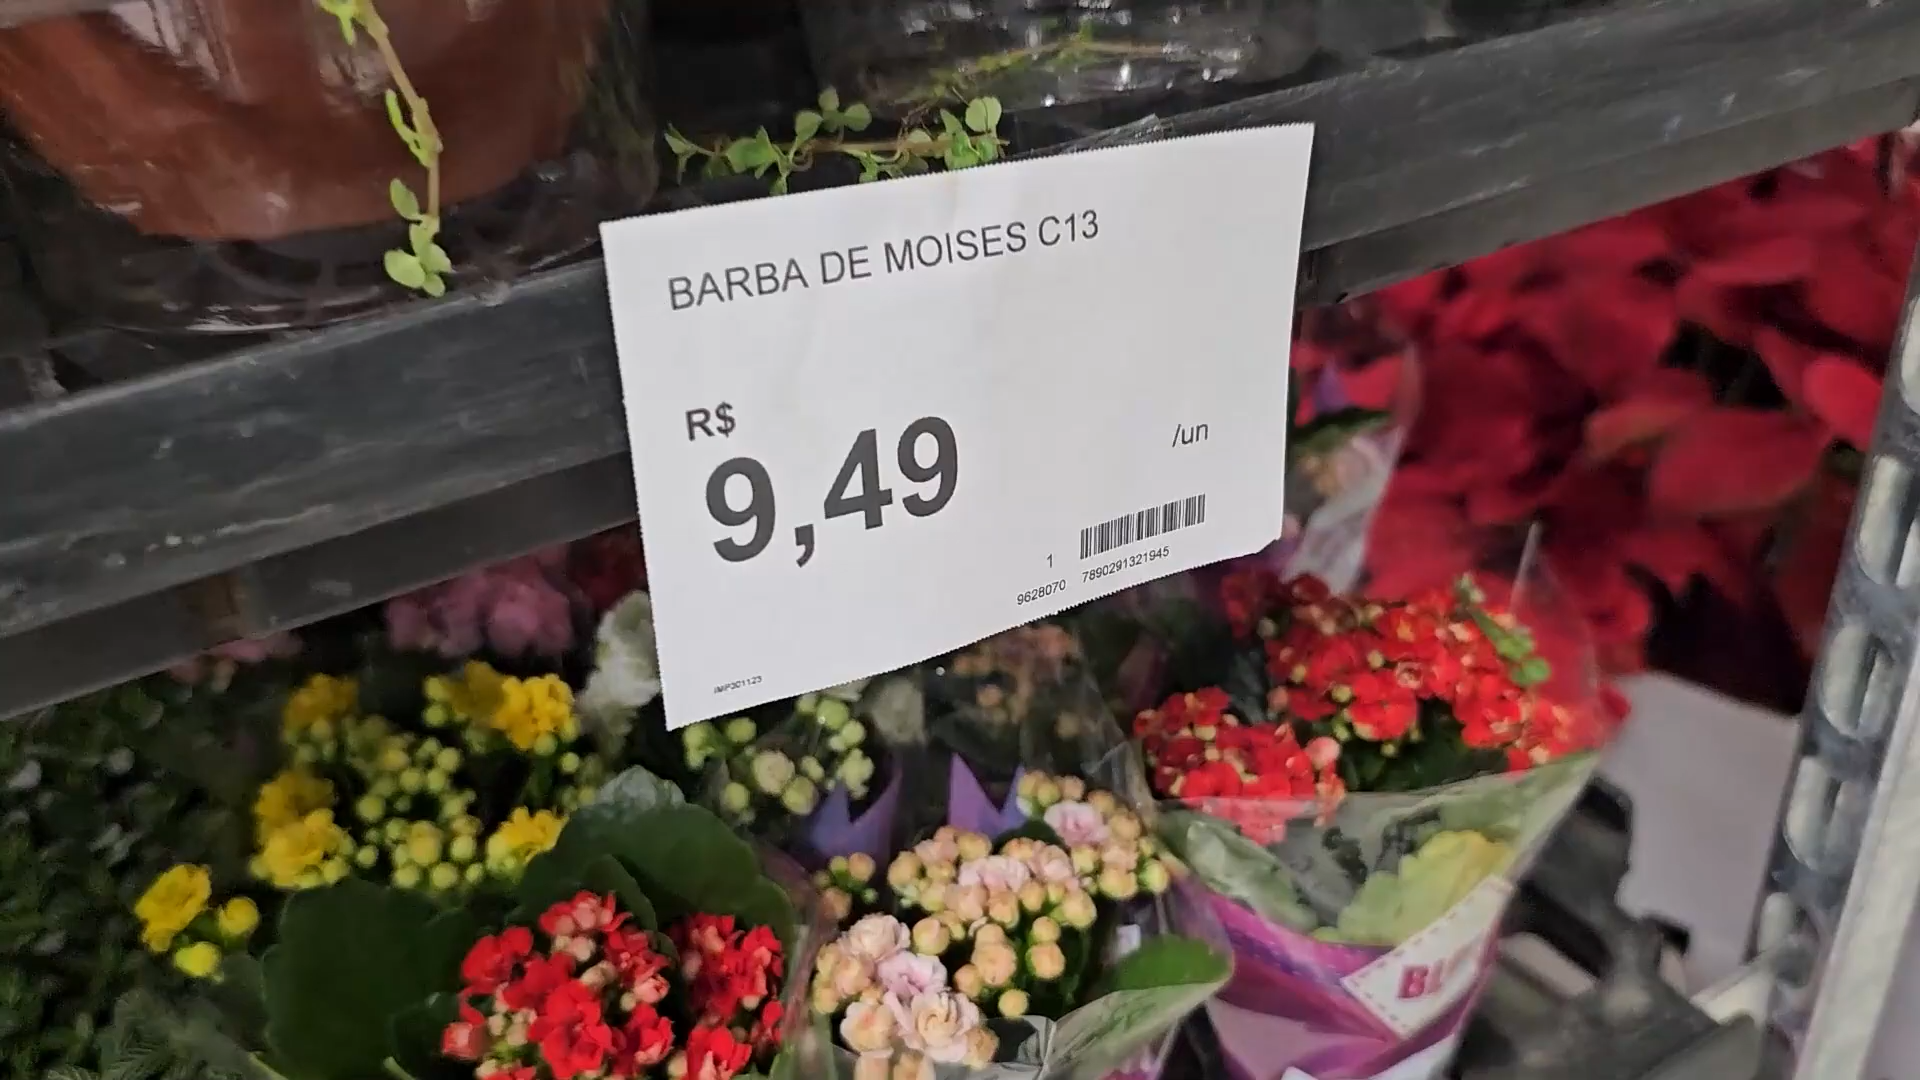 BARBA DE MOISES C13
R$
9,49
/un
1
9628070 7890291321945
IMP301123